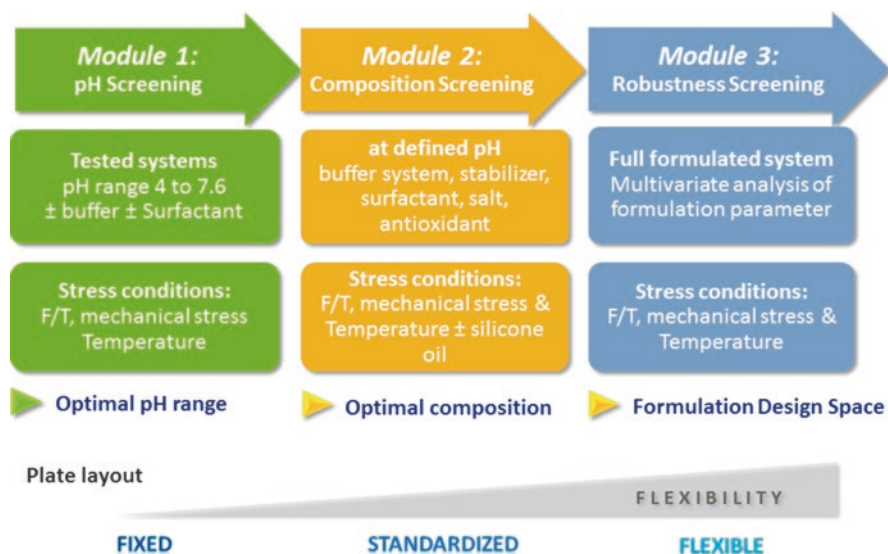 Module 1:
pH Screening
Module 2:
Composition Screening
Module 3:
Robustness Screening
Tested systems
pH range 4 to 7.6
± buffer ± Surfactant
at defined pH
buffer system, stabilizer,
surfactant, salt,
antioxidant
Full formulated system
Multivariate analysis of
formulation parameter
Stress conditions:
F/T, mechanical stress
Temperature
Stress conditions:
F/T, mechanical stress &
Temperature ± silicone
oil
Stress conditions:
F/T, mechanical stress &
Temperature
Optimal pH range
Optimal composition
Formulation Design Space
Plate layout
FLEXIBILITY
FIXED
STANDARDIZED
FLEXIBLE